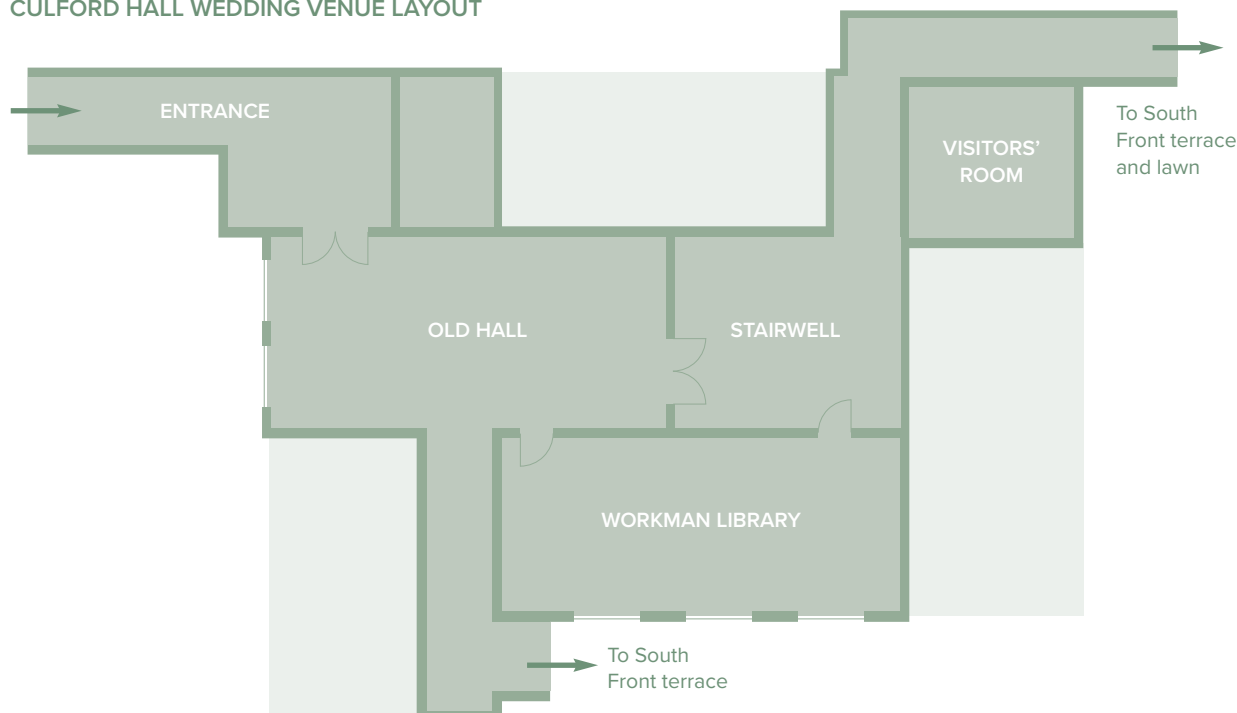 CULFORD HALL WEDDING VENUE LAYOUT
ENTRANCE
VISITORS’
ROOM
To South
Front terrace
and lawn
OLD HALL
STAIRWELL
WORKMAN LIBRARY
To South
Front terrace